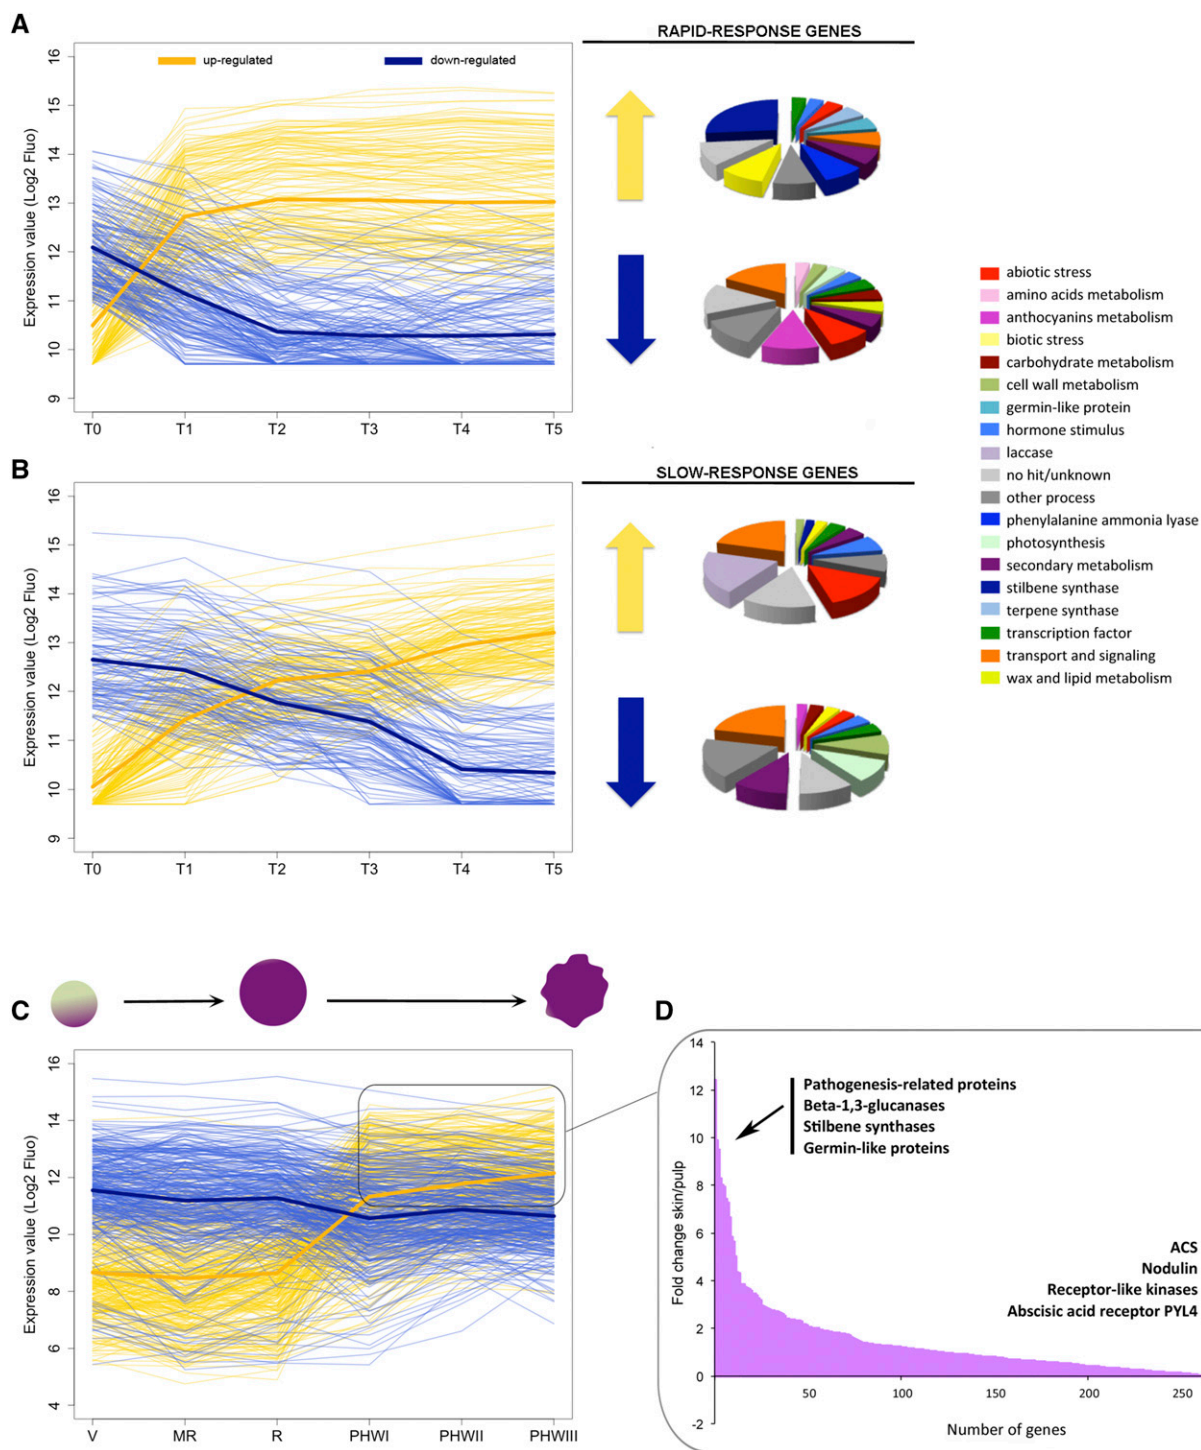 A
RAPID-RESPONSE GENES
up-regulated
down-regulated
Expression value (Log2 Fluo)
16
15
14
13
12
11
10
9
T0 T1 T2 T3 T4 T5
B
SLOW-RESPONSE GENES
Expression value (Log2 Fluo)
16
15
14
13
12
11
10
9
T0 T1 T2 T3 T4 T5
abiotic stress
amino acids metabolism
anthocyanins metabolism
biotic stress
carbohydrate metabolism
cell wall metabolism
germin-like protein
hormone stimulus
laccase
no hit/unknown
other process
phenylalanine ammonia lyase
photosynthesis
secondary metabolism
stilbene synthase
terpene synthase
transcription factor
transport and signaling
wax and lipid metabolism
C
Expression value (Log2 Fluo)
16
14
12
10
8
6
4
V MR R PHWI PHWII PHWIII
D
Fold change skin/pulp
14
12
10
8
6
4
2
0
-2
Pathogenesis-related proteins
Beta-1,3-glucanases
Stilbene synthases
Germin-like proteins
ACS
Nodulin
Receptor-like kinases
Abscisic acid receptor PYL4
50 100 150 200 250
Number of genes